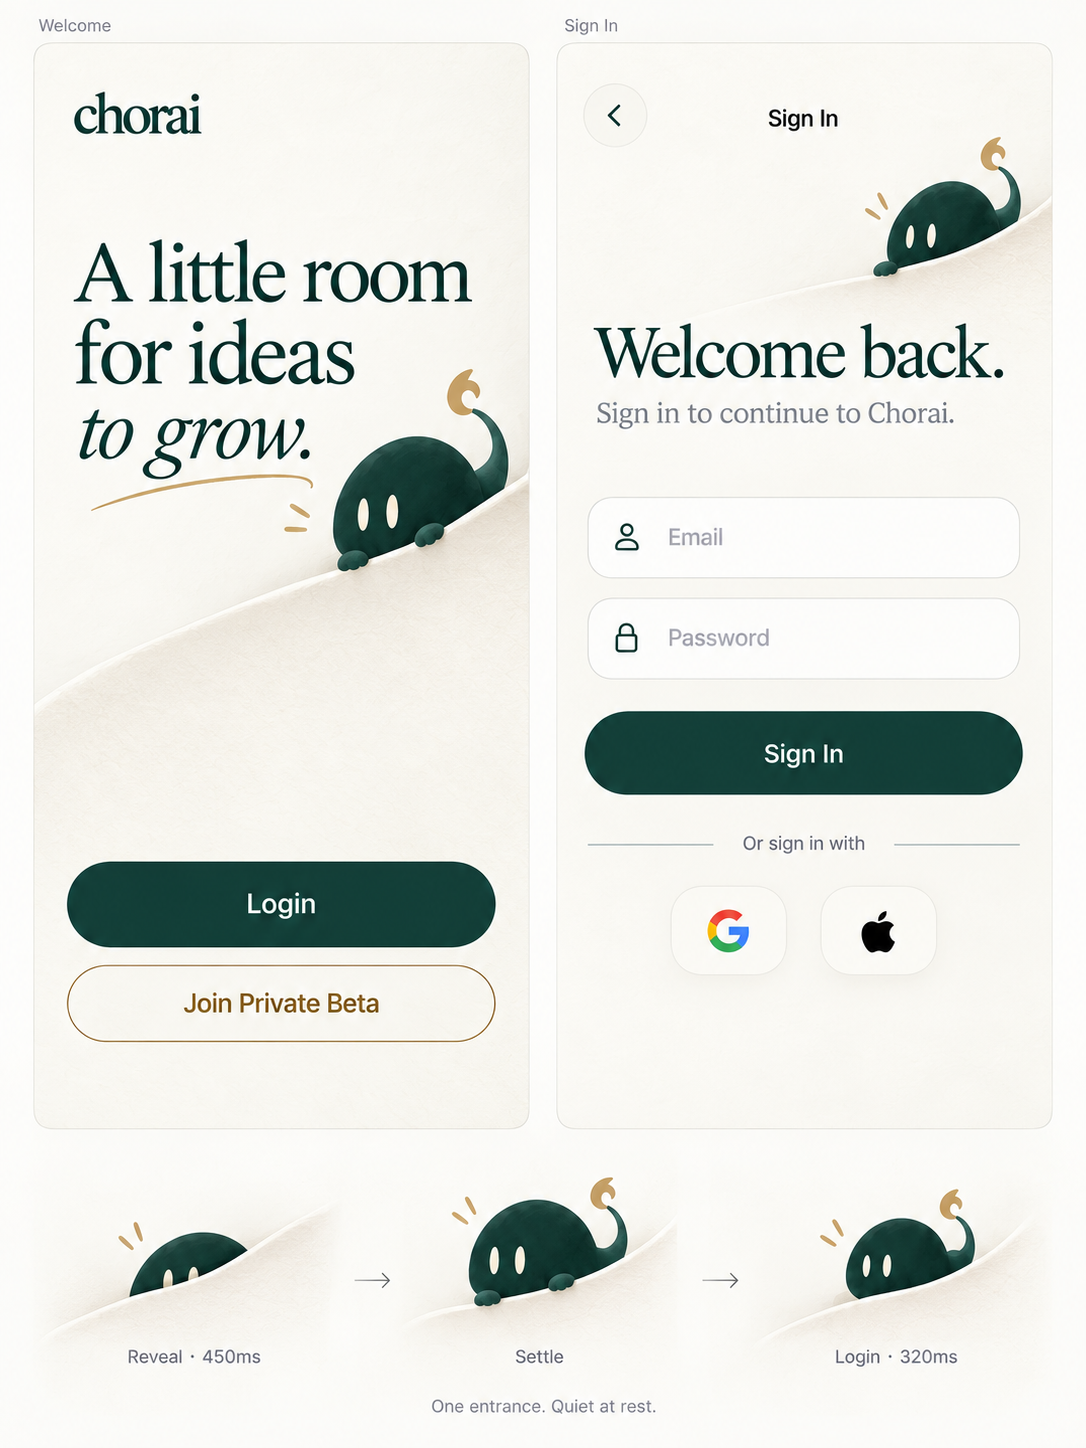 Welcome
chorai
A little room
for ideas
to grow.
Login
Join Private Beta
Sign In
Sign In
Welcome back.
Sign in to continue to Chorai.
Email
Password
Sign In
Or sign in with
Reveal · 450ms
Settle
Login · 320ms
One entrance. Quiet at rest.